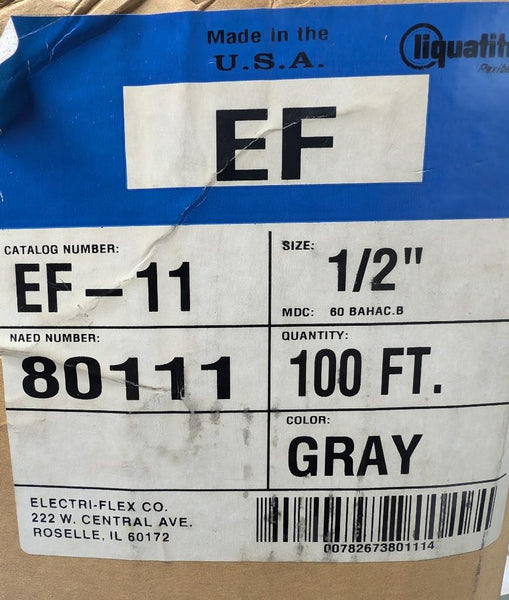 Made in the
U.S.A.
liquatite
Flexible
EF
CATALOG NUMBER:
EF-11
SIZE:
1/2"
MDC: 60 BAHAC.B
NAED NUMBER:
80111
QUANTITY:
100 FT.
COLOR:
GRAY
ELECTRI-FLEX CO.
222 W. CENTRAL AVE.
ROSELLE, IL 60172
00782673801114